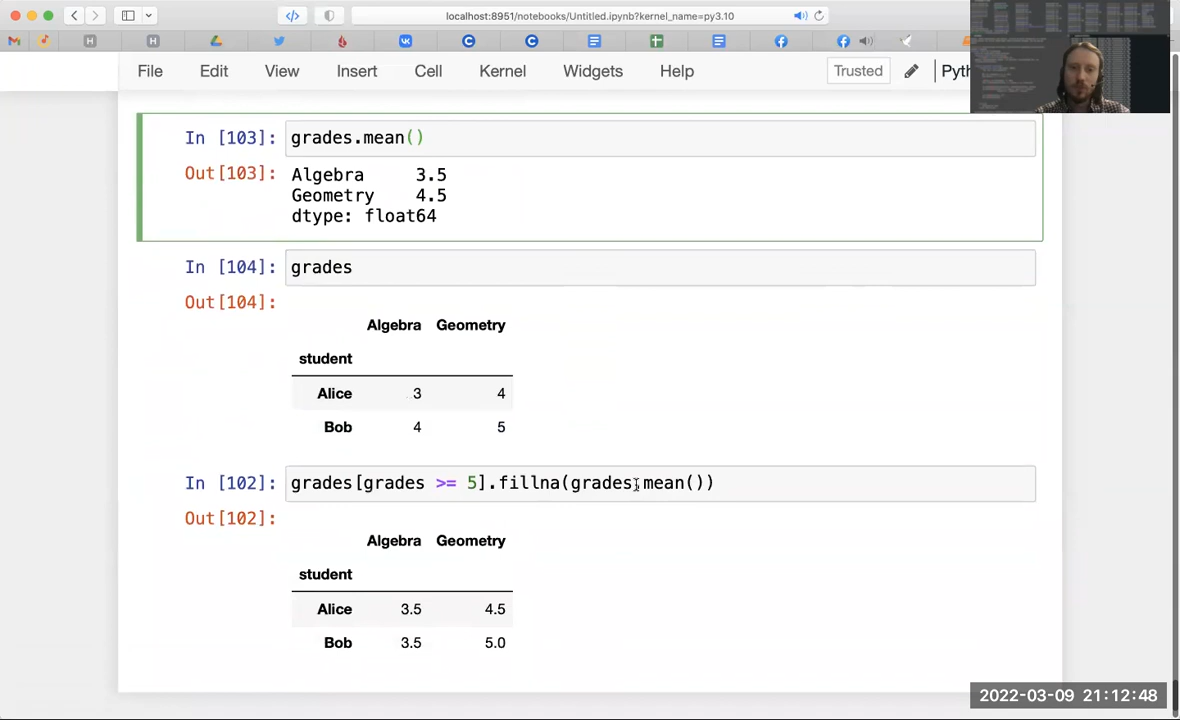 localhost:8951/notebooks/Untitled.ipynb?kernel_name=py3.10
File Edit View Insert Cell Kernel Widgets Help Trusted
In [103]: grades.mean()
Out[103]: Algebra 3.5
Geometry 4.5
dtype: float64
In [104]: grades
Out[104]:
Algebra Geometry
student
Alice 3 4
Bob 4 5
In [102]: grades[grades >= 5].fillna(grades.mean())
Out[102]:
Algebra Geometry
student
Alice 3.5 4.5
Bob 3.5 5.0
2022-03-09 21:12:48